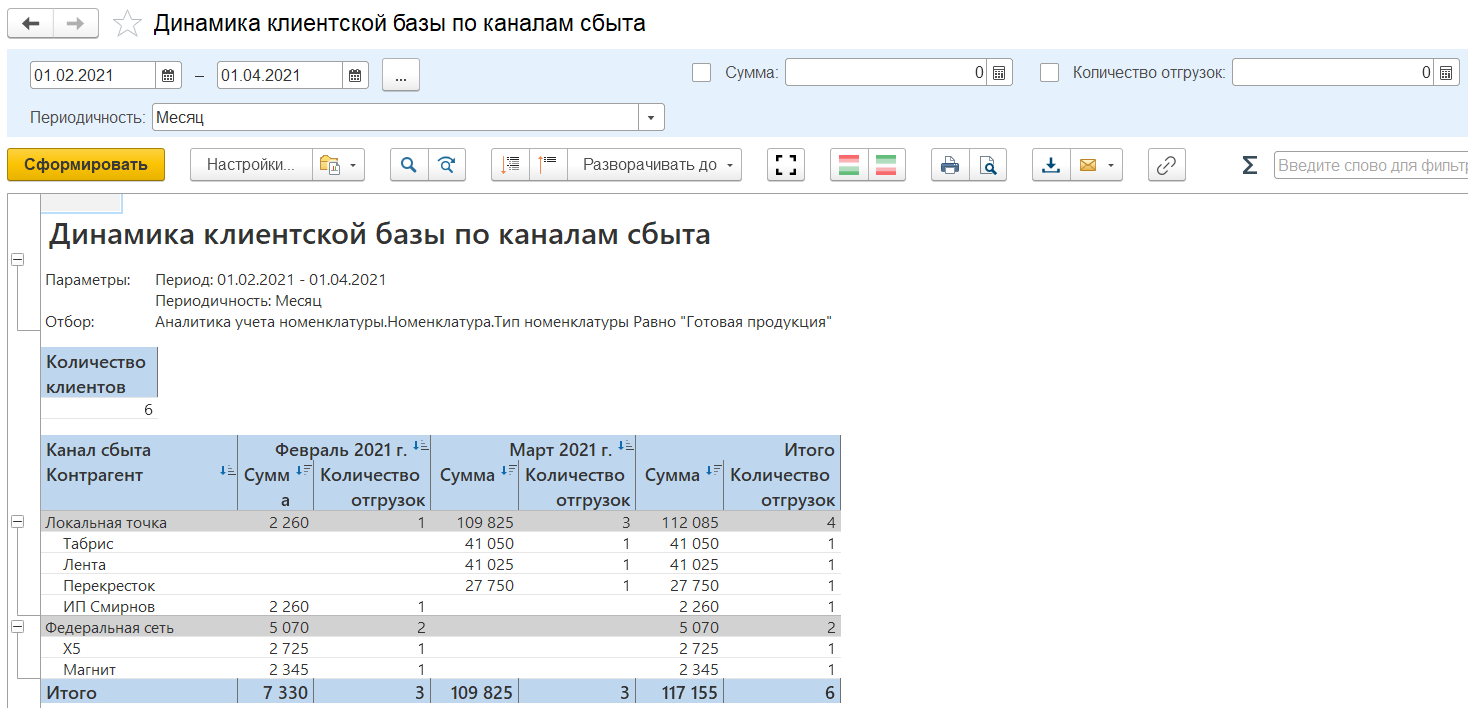 Динамика клиентской базы по каналам сбыта
01.02.2021 – 01.04.2021 ... Сумма: 0 Количество отгрузок: 0
Периодичность: Месяц
Сформировать Настройки... Разворачивать до Σ Введите слово для фильтр
Динамика клиентской базы по каналам сбыта
Параметры: Период: 01.02.2021 - 01.04.2021
Периодичность: Месяц
Отбор: Аналитика учета номенклатуры.Номенклатура.Тип номенклатуры Равно "Готовая продукция"
Количество
клиентов
6
Канал сбыта Февраль 2021 г. Март 2021 г. Итого
Контрагент Сумм Количество Сумма Количество Сумма Количество
а отгрузок отгрузок отгрузок
Локальная точка 2 260 1 109 825 3 112 085 4
Табрис 41 050 1 41 050 1
Лента 41 025 1 41 025 1
Перекресток 27 750 1 27 750 1
ИП Смирнов 2 260 1 2 260 1
Федеральная сеть 5 070 2 5 070 2
X5 2 725 1 2 725 1
Магнит 2 345 1 2 345 1
Итого 7 330 3 109 825 3 117 155 6